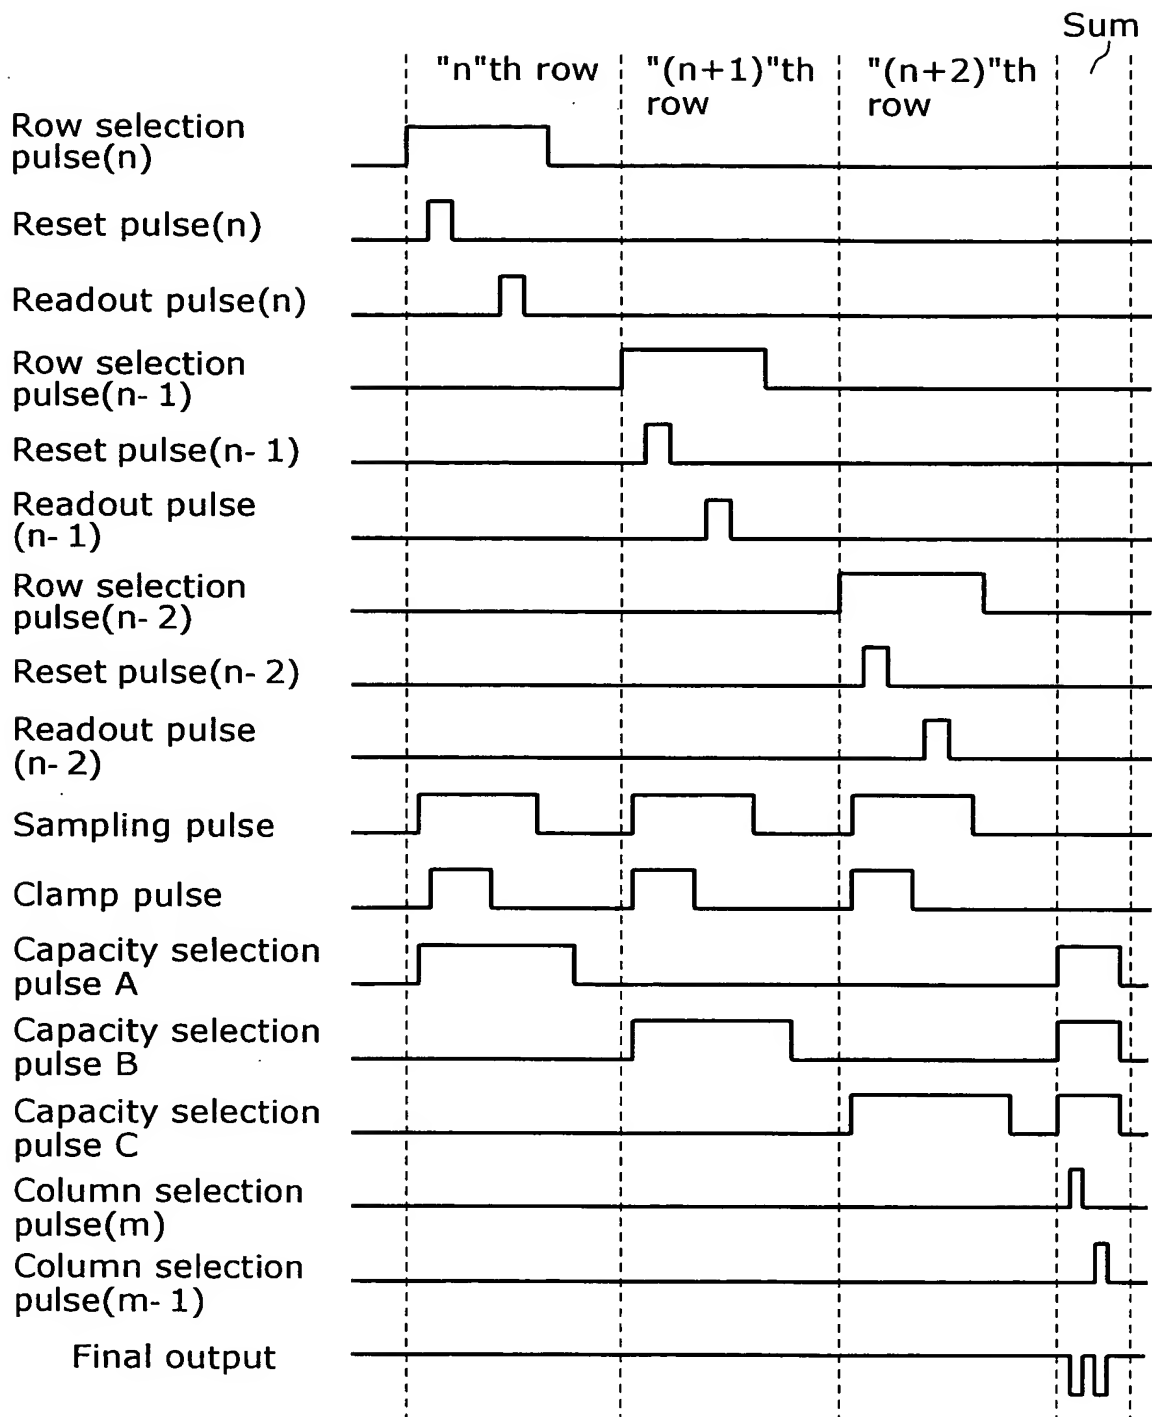 Sum
"n"th row
"(n+1)"th
row
"(n+2)"th
row
Row selection
pulse(n)
Reset pulse(n)
Readout pulse(n)
Row selection
pulse(n- 1)
Reset pulse(n- 1)
Readout pulse
(n- 1)
Row selection
pulse(n- 2)
Reset pulse(n- 2)
Readout pulse
(n- 2)
Sampling pulse
Clamp pulse
Capacity selection
pulse A
Capacity selection
pulse B
Capacity selection
pulse C
Column selection
pulse(m)
Column selection
pulse(m- 1)
Final output